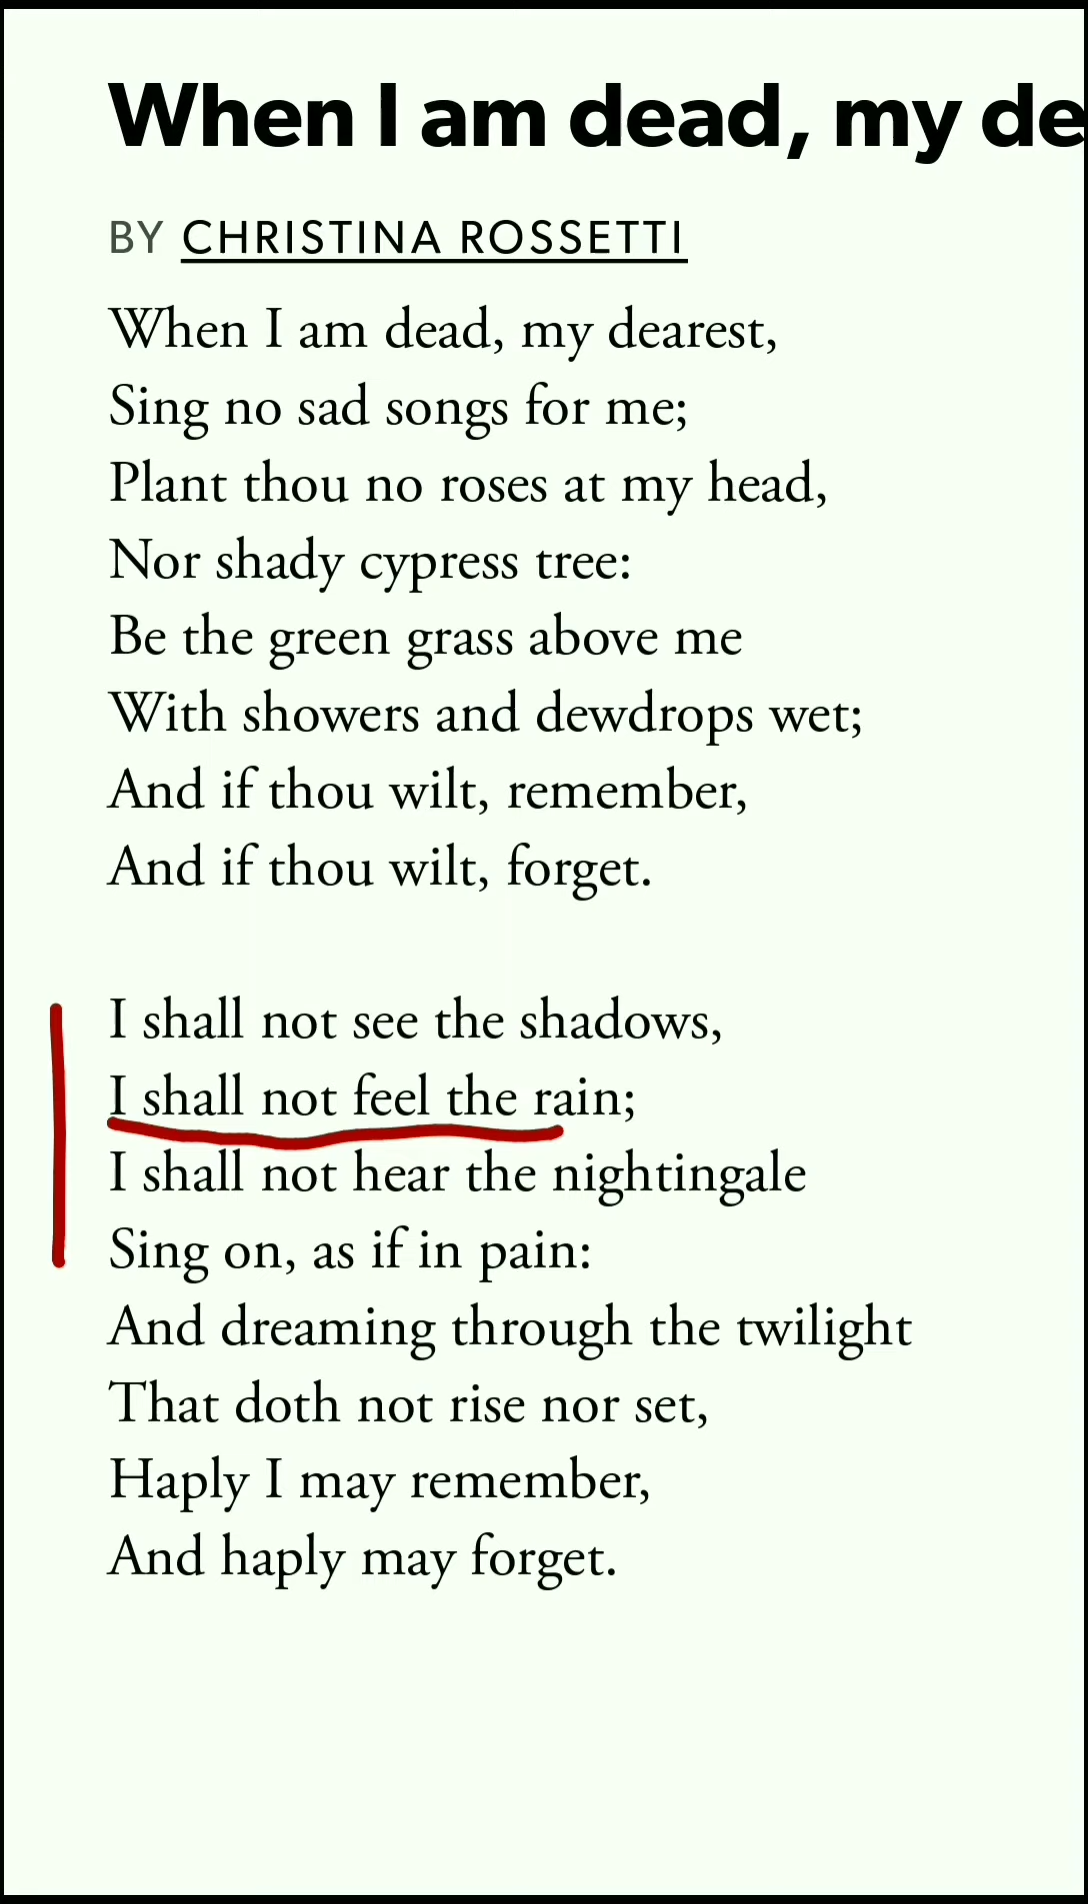 When I am dead, my de
BY CHRISTINA ROSSETTI
When I am dead, my dearest,
Sing no sad songs for me;
Plant thou no roses at my head,
Nor shady cypress tree:
Be the green grass above me
With showers and dewdrops wet;
And if thou wilt, remember,
And if thou wilt, forget.

I shall not see the shadows,
I shall not feel the rain;
I shall not hear the nightingale
Sing on, as if in pain:
And dreaming through the twilight
That doth not rise nor set,
Haply I may remember,
And haply may forget.